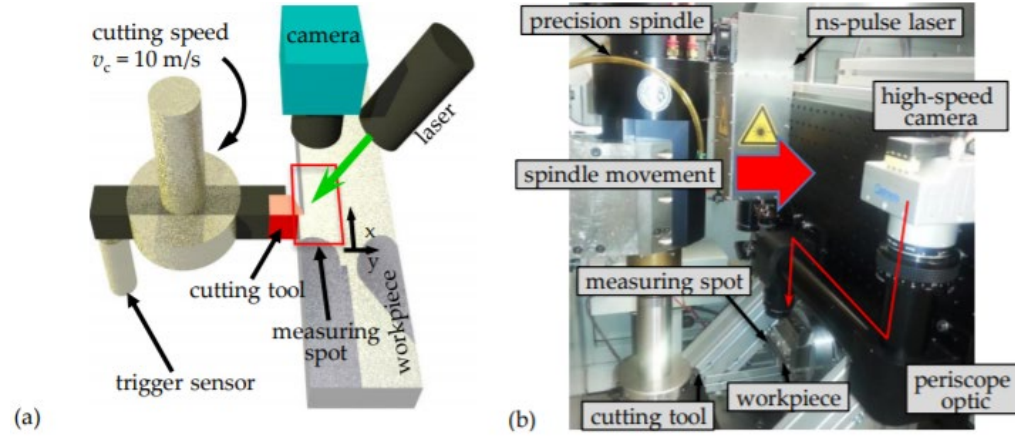 (a)
cutting speed
v_c = 10 m/s
camera
laser
x
y
cutting tool
measuring
spot
workpiece
trigger sensor
(b)
precision spindle
ns-pulse laser
high-speed
camera
spindle movement
measuring spot
cutting tool
workpiece
periscope
optic